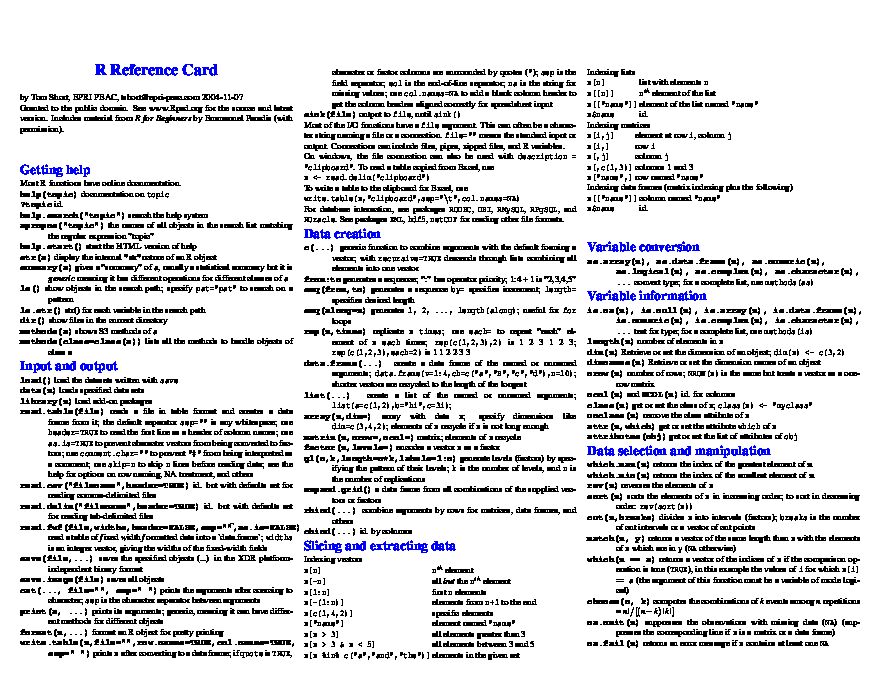 R Reference Card
by Tom Short, EPRI PEAC, tshort@epri-peac.com 2004-11-07
Granted to the public domain. See www.Rpad.org for the source and latest
version. Includes material from R for Beginners by Emmanuel Paradis (with
permission).
Getting help
Most R functions have online documentation.
help(topic) documentation on topic
?topic id.
help.search("topic") search the help system
apropos("topic") the names of all objects in the search list matching
the regular expression "topic"
help.start() start the HTML version of help
str(a) display the internal *str*ucture of an R object
summary(a) gives a "summary" of a, usually a statistical summary but it is
generic meaning it has different operations for different classes of a
ls() show objects in the search path; specify pat="pat" to search on a
pattern
ls.str() str() for each variable in the search path
dir() show files in the current directory
methods(a) shows S3 methods of a
methods(class=class(a)) lists all the methods to handle objects of
class a
Input and output
load() load the datasets written with save
data(x) loads specified data sets
library(x) load add-on packages
read.table(file) reads a file in table format and creates a data
frame from it; the default separator sep="" is any whitespace; use
header=TRUE to read the first line as a header of column names; use
as.is=TRUE to prevent character vectors from being converted to fac-
tors; use comment.char="" to prevent "#" from being interpreted as
a comment; use skip=n to skip n lines before reading data; see the
help for options on row naming, NA treatment, and others
read.csv("filename",header=TRUE) id. but with defaults set for
reading comma-delimited files
read.delim("filename",header=TRUE) id. but with defaults set
for reading tab-delimited files
read.fwf(file,widths,header=FALSE,sep="",as.is=FALSE)
read a table of fixed width formatted data into a 'data.frame'; widths
is an integer vector, giving the widths of the fixed-width fields
save(file,...) saves the specified objects (...) in the XDR platform-
independent binary format
save.image(file) saves all objects
cat(..., file="", sep=" ") prints the arguments after coercing to
character; sep is the character separator between arguments
print(a, ...) prints its arguments; generic, meaning it can have differ-
ent methods for different objects
format(x,...) format an R object for pretty printing
write.table(x,file="",row.names=TRUE,col.names=TRUE,
sep=" ") prints x after converting to a data frame; if quote is TRUE,
character or factor columns are surrounded by quotes ("); sep is the
field separator; eol is the end-of-line separator; na is the string for
missing values; use col.names=NA to add a blank column header to
get the column headers aligned correctly for spreadsheet input
sink(file) output to file, until sink()
Most of the I/O functions have a file argument. This can often be a charac-
ter string naming a file or a connection. file="" means the standard input or
output. Connections can include files, pipes, zipped files, and R variables.
On windows, the file connection can also be used with description =
"clipboard". To read a table copied from Excel, use
x <- read.delim("clipboard")
To write a table to the clipboard for Excel, use
write.table(x,"clipboard",sep="\t",col.names=NA)
For database interaction, see packages RODBC, DBI, RMySQL, RPgSQL, and
ROracle. See packages XML, hdf5, netCDF for reading other file formats.
Data creation
c(...) generic function to combine arguments with the default forming a
vector; with recursive=TRUE descends through lists combining all
elements into one vector
from:to generates a sequence; ":" has operator priority; 1:4 + 1 is "2,3,4,5"
seq(from,to) generates a sequence by= specifies increment; length=
specifies desired length
seq(along=x) generates 1, 2, ..., length(along); useful for for
loops
rep(x,times) replicate x times; use each= to repeat "each" el-
ement of x each times; rep(c(1,2,3),2) is 1 2 3 1 2 3;
rep(c(1,2,3),each=2) is 1 1 2 2 3 3
data.frame(...) create a data frame of the named or unnamed
arguments; data.frame(v=1:4,ch=c("a","B","c","d"),n=10);
shorter vectors are recycled to the length of the longest
list(...) create a list of the named or unnamed arguments;
list(a=c(1,2),b="hi",c=3i);
array(x,dim=) array with data x; specify dimensions like
dim=c(3,4,2); elements of x recycle if x is not long enough
matrix(x,nrow=,ncol=) matrix; elements of x recycle
factor(x,levels=) encodes a vector x as a factor
gl(n,k,length=n*k,labels=1:n) generate levels (factors) by spec-
ifying the pattern of their levels; k is the number of levels, and n is
the number of replications
expand.grid() a data frame from all combinations of the supplied vec-
tors or factors
rbind(...) combine arguments by rows for matrices, data frames, and
others
cbind(...) id. by columns
Slicing and extracting data
Indexing vectors
x[n] nth element
x[-n] all but the nth element
x[1:n] first n elements
x[-(1:n)] elements from n+1 to the end
x[c(1,4,2)] specific elements
x["name"] element named "name"
x[x > 3] all elements greater than 3
x[x > 3 & x < 5] all elements between 3 and 5
x[x %in% c("a","and","the")] elements in the given set
Indexing lists
x[n] list with elements n
x[[n]] nth element of the list
x[["name"]] element of the list named "name"
x$name id.
Indexing matrices
x[i,j] element at row i, column j
x[i,] row i
x[,j] column j
x[,c(1,3)] columns 1 and 3
x["name",] row named "name"
Indexing data frames (matrix indexing plus the following)
x[["name"]] column named "name"
x$name id.
Variable conversion
as.array(x), as.data.frame(x), as.numeric(x),
as.logical(x), as.complex(x), as.character(x),
... convert type; for a complete list, use methods(as)
Variable information
is.na(x), is.null(x), is.array(x), is.data.frame(x),
is.numeric(x), is.complex(x), is.character(x),
... test for type; for a complete list, use methods(is)
length(x) number of elements in x
dim(x) Retrieve or set the dimension of an object; dim(x) <- c(3,2)
dimnames(x) Retrieve or set the dimension names of an object
nrow(x) number of rows; NROW(x) is the same but treats a vector as a one-
row matrix
ncol(x) and NCOL(x) id. for columns
class(x) get or set the class of x; class(x) <- "myclass"
unclass(x) remove the class attribute of x
attr(x,which) get or set the attribute which of x
attributes(obj) get or set the list of attributes of obj
Data selection and manipulation
which.max(x) returns the index of the greatest element of x
which.min(x) returns the index of the smallest element of x
rev(x) reverses the elements of x
sort(x) sorts the elements of x in increasing order; to sort in decreasing
order: rev(sort(x))
cut(x,breaks) divides x into intervals (factors); breaks is the number
of cut intervals or a vector of cut points
match(x, y) returns a vector of the same length than x with the elements
of x which are in y (NA otherwise)
which(x == a) returns a vector of the indices of x if the comparison op-
eration is true (TRUE), in this example the values of i for which x[i]
== a (the argument of this function must be a variable of mode logi-
cal)
choose(n, k) computes the combinations of k events among n repetitions
= n!/[(n−k)!k!]
na.omit(x) suppresses the observations with missing data (NA) (sup-
presses the corresponding line if x is a matrix or a data frame)
na.fail(x) returns an error message if x contains at least one NA